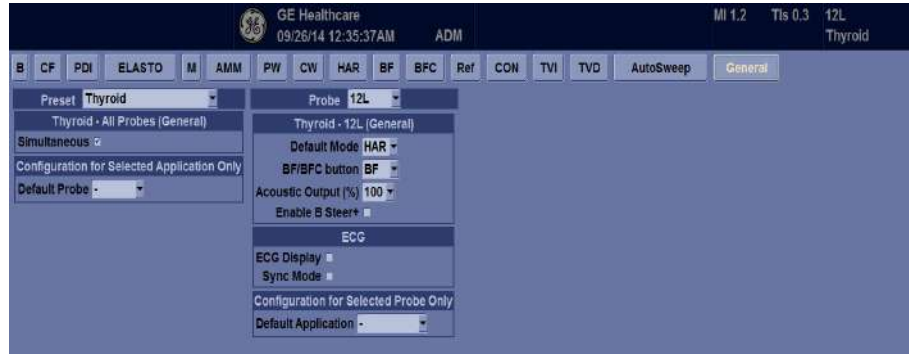 GE Healthcare
09/26/14 12:35:37AM ADM
MI 1.2 TIs 0.3 12L
Thyroid
B CF PDI ELASTO M AMM PW CW HAR BF BFC Ref CON TVI TVD AutoSweep General
Preset Thyroid
Thyroid - All Probes (General)
Simultaneous
Configuration for Selected Application Only
Default Probe -
Probe 12L
Thyroid - 12L (General)
Default Mode HAR
BF/BFC button BF
Acoustic Output (%) 100
Enable B Steer+
ECG
ECG Display
Sync Mode
Configuration for Selected Probe Only
Default Application -